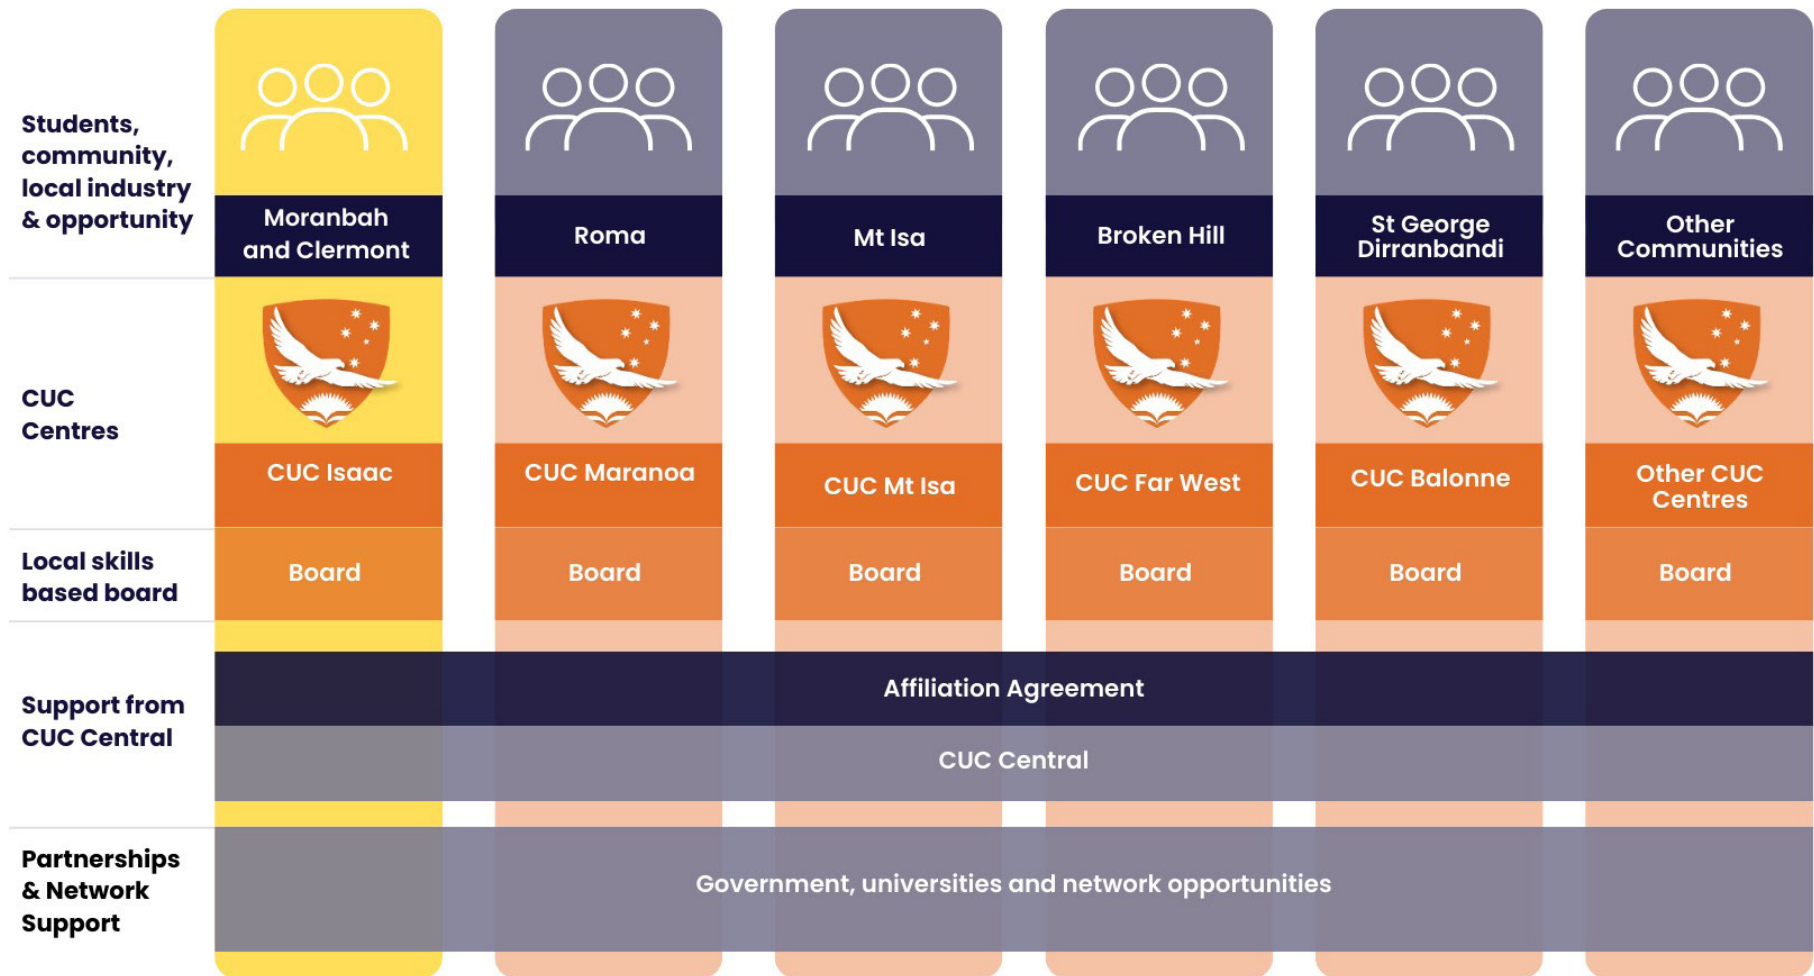 Students,
community,
local industry
& opportunity
Moranbah
and Clermont
Roma
Mt Isa
Broken Hill
St George
Dirranbandi
Other
Communities
CUC
Centres
CUC Isaac
CUC Maranoa
CUC Mt Isa
CUC Far West
CUC Balonne
Other CUC
Centres
Local skills
based board
Board
Board
Board
Board
Board
Board
Support from
CUC Central
Affiliation Agreement
CUC Central
Partnerships
& Network
Support
Government, universities and network opportunities